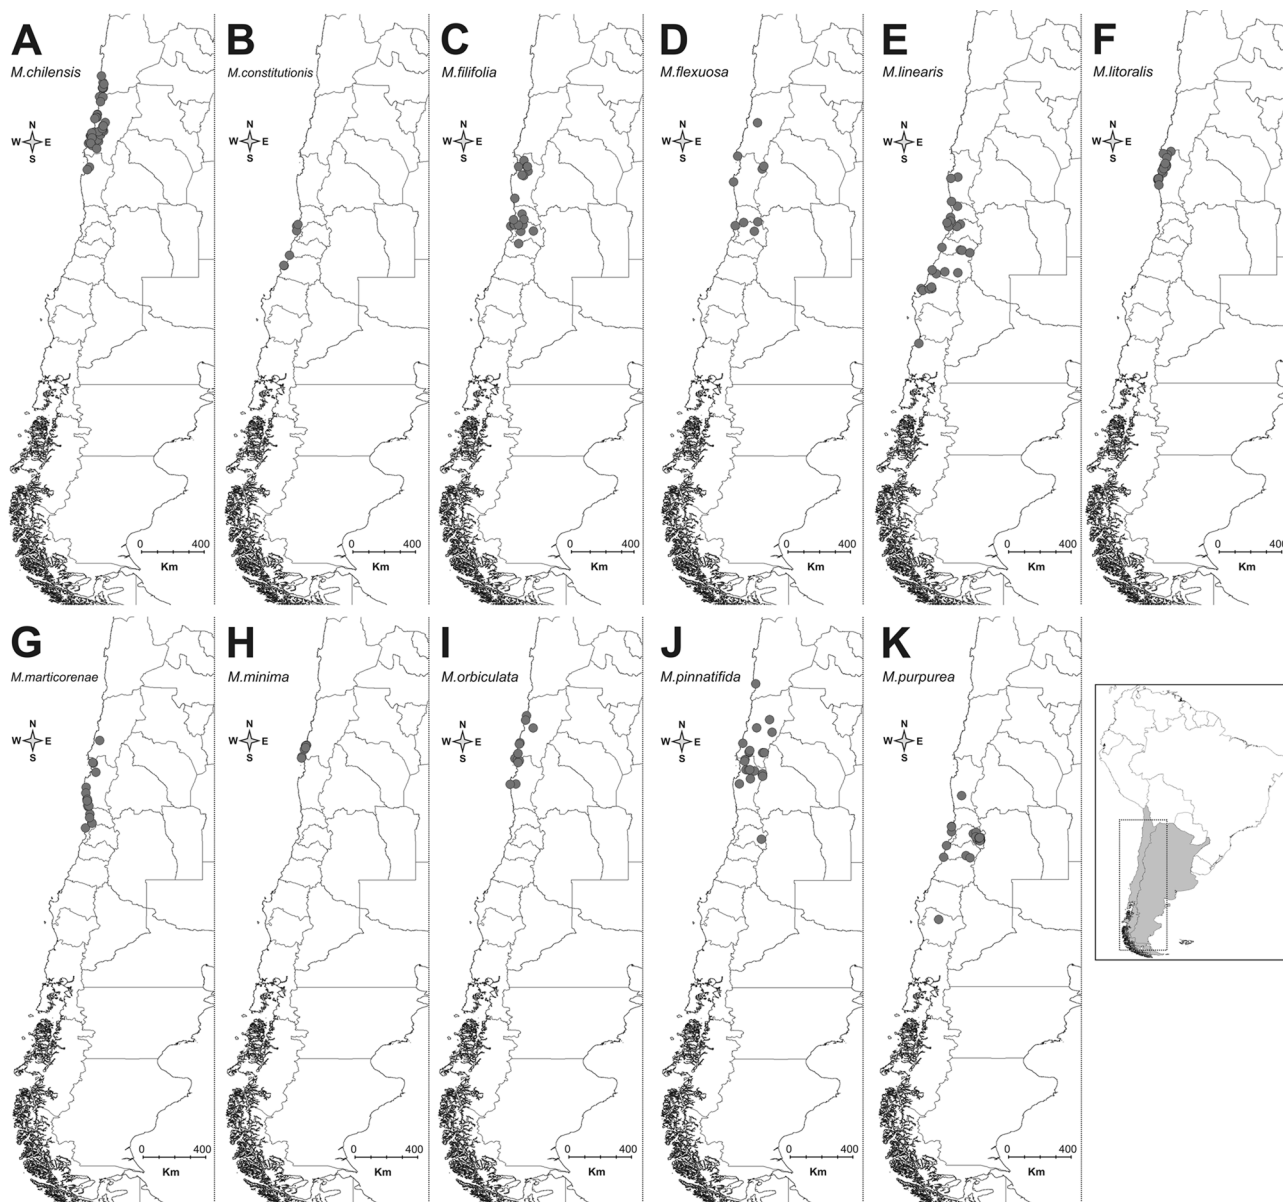 A
M.chilensis
N
W E
S
0 400
Km
B
M.constitutionis
N
W E
S
0 400
Km
C
M.filifolia
N
W E
S
0 400
Km
D
M.flexuosa
N
W E
S
0 400
Km
E
M.linearis
N
W E
S
0 400
Km
F
M.litoralis
N
W E
S
0 400
Km
G
M.marticorenae
N
W E
S
0 400
Km
H
M.minima
N
W E
S
0 400
Km
I
M.orbiculata
N
W E
S
0 400
Km
J
M.pinnatifida
N
W E
S
0 400
Km
K
M.purpurea
N
W E
S
0 400
Km